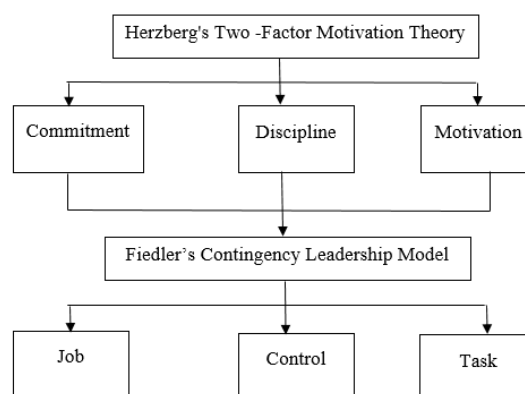 Herzberg's Two -Factor Motivation Theory
Commitment
Discipline
Motivation
Fiedler’s Contingency Leadership Model
Job
Control
Task